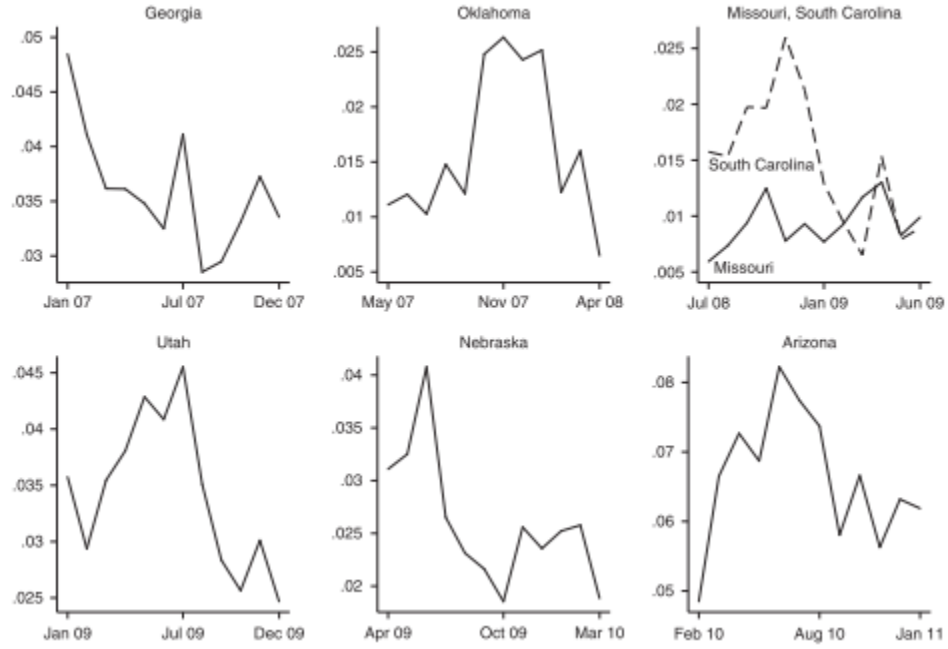 Georgia
.05
.045
.04
.035
.03
Jan 07 Jul 07 Dec 07
Oklahoma
.025
.02
.015
.01
.005
May 07 Nov 07 Apr 08
Missouri, South Carolina
.025
.02
.015
.01
.005
South Carolina
Missouri
Jul 08 Jan 09 Jun 09
Utah
.045
.04
.035
.03
.025
Jan 09 Jul 09 Dec 09
Nebraska
.04
.035
.03
.025
.02
Apr 09 Oct 09 Mar 10
Arizona
.08
.07
.06
.05
Feb 10 Aug 10 Jan 11